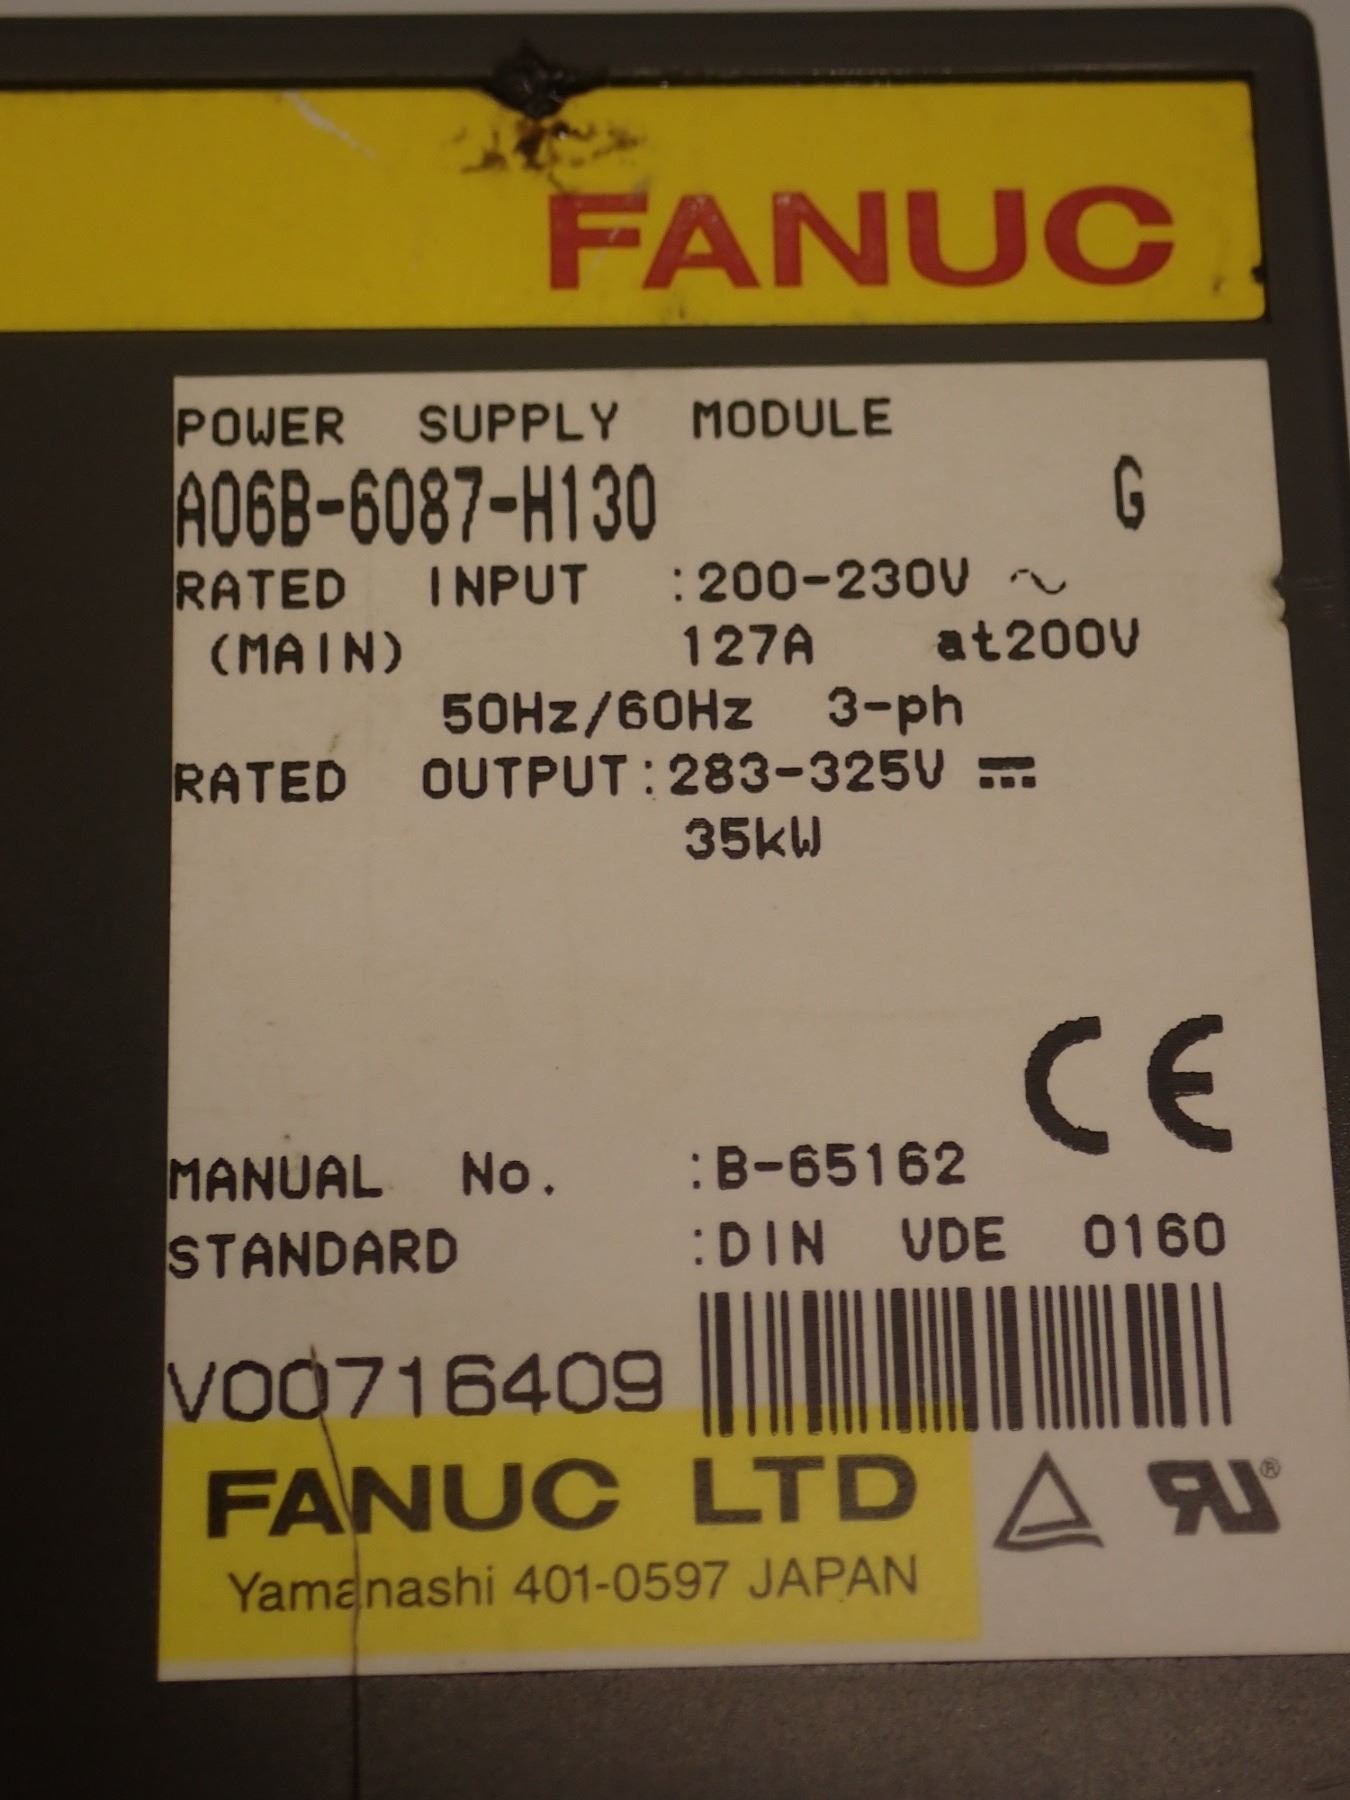 FANUC
POWER SUPPLY MODULE
A06B-6087-H130 G
RATED INPUT :200-230V ~
(MAIN) 127A at200V
50Hz/60Hz 3-ph
RATED OUTPUT:283-325V ⎓
35kW
CE
MANUAL No. :B-65162
STANDARD :DIN VDE 0160
V00716409
FANUC LTD
Yamanashi 401-0597 JAPAN
®